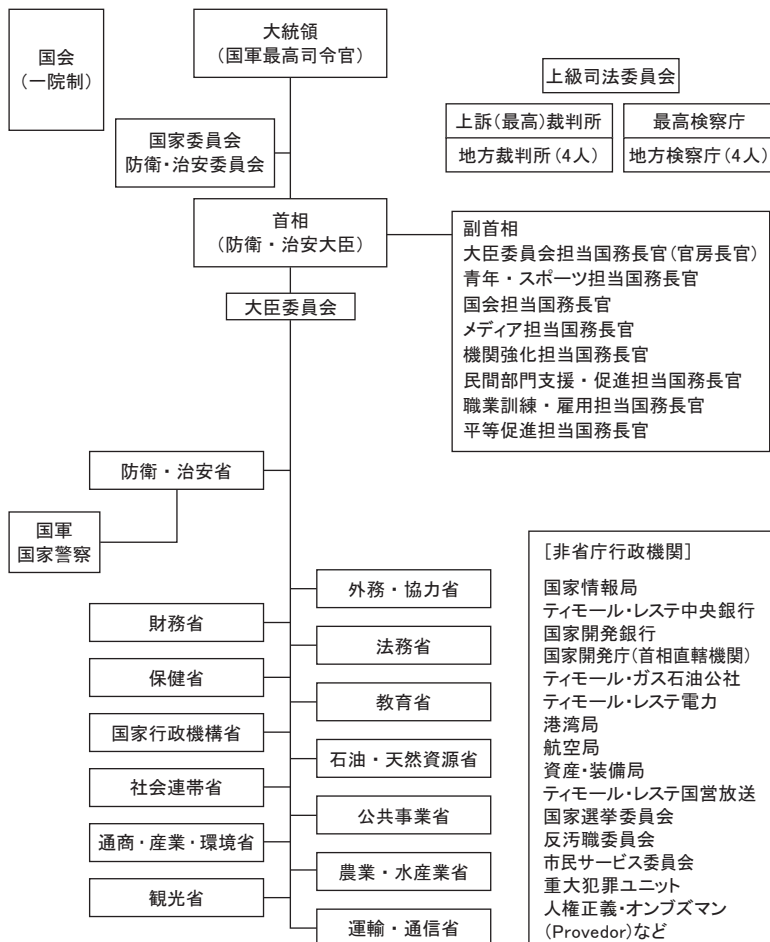 国会
(一院制)
大統領
(国軍最高司令官)
上級司法委員会
上訴(最高)裁判所
地方裁判所(4人)
最高検察庁
地方検察庁(4人)
国家委員会
防衛・治安委員会
首相
(防衛・治安大臣)
副首相
大臣委員会担当国務長官(官房長官)
青年・スポーツ担当国務長官
国会担当国務長官
メディア担当国務長官
機関強化担当国務長官
民間部門支援・促進担当国務長官
職業訓練・雇用担当国務長官
平等促進担当国務長官
大臣委員会
防衛・治安省
国軍
国家警察
外務・協力省
財務省
法務省
保健省
教育省
国家行政機構省
石油・天然資源省
社会連帯省
公共事業省
通商・産業・環境省
農業・水産業省
観光省
運輸・通信省
[非省庁行政機関]
国家情報局
ティモール・レステ中央銀行
国家開発銀行
国家開発庁(首相直轄機関)
ティモール・ガス石油公社
ティモール・レステ電力
港湾局
航空局
資産・装備局
ティモール・レステ国営放送
国家選挙委員会
反汚職委員会
市民サービス委員会
重大犯罪ユニット
人権正義・オンブズマン
(Provedor)など